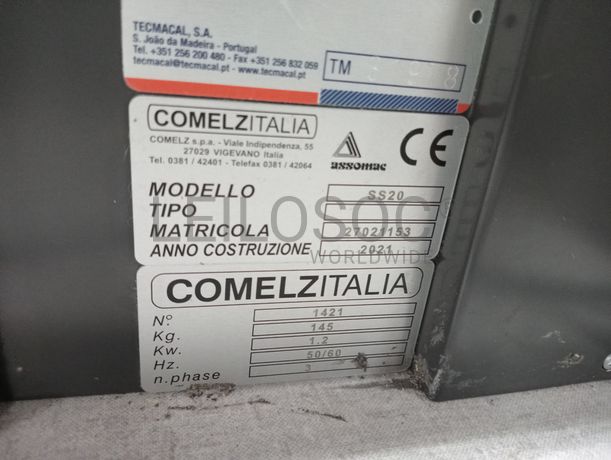 TECMACAL, S.A.
S. João da Madeira - Portugal
Tel. +351 256 200 480 - Fax +351 256 832 059
tecmacal@tecmacal.pt - www.tecmacal.pt
TM
COMELZITALIA
COMELZ s.p.a. - Viale Indipendenza, 55
27029 VIGEVANO Italia
Tel. 0381 / 42401 - Telefax 0381 / 42064
assomac
CE
MODELLO SS20
TIPO
MATRICOLA 27021153
ANNO COSTRUZIONE 2021
LEILOSOC
WORLDWIDE
COMELZITALIA
Nº 1421
Kg. 145
Kw. 1.2
Hz. 50/60
n.phase 3